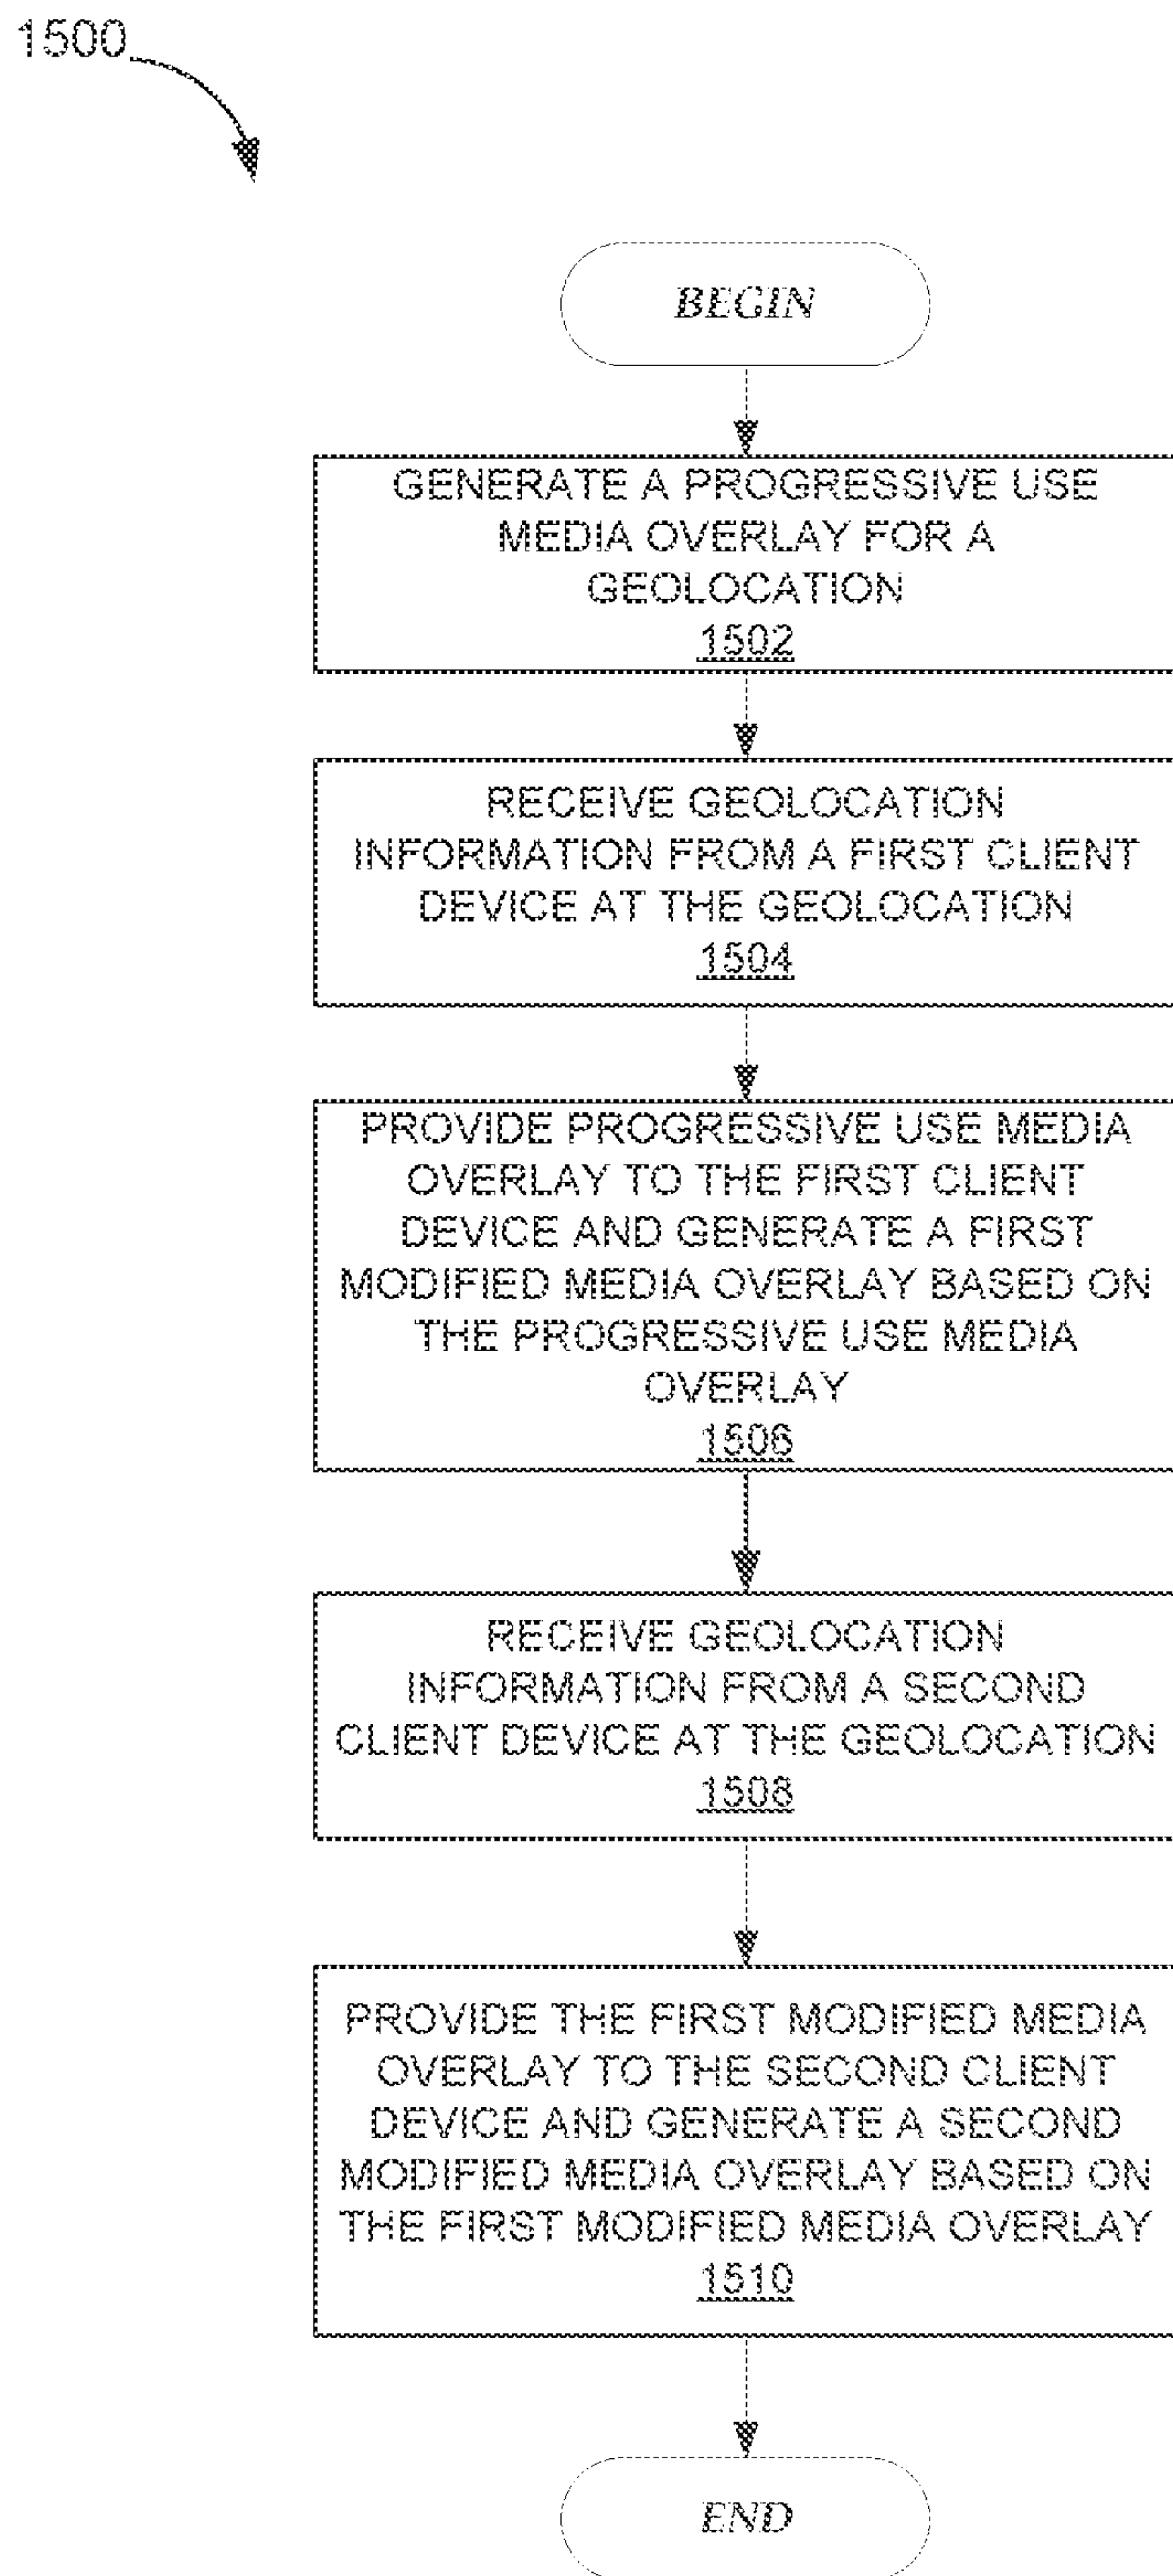 1500
BEGIN
GENERATE A PROGRESSIVE USE
MEDIA OVERLAY FOR A
GEOLOCATION
1502
RECEIVE GEOLOCATION
INFORMATION FROM A FIRST CLIENT
DEVICE AT THE GEOLOCATION
1504
PROVIDE PROGRESSIVE USE MEDIA
OVERLAY TO THE FIRST CLIENT
DEVICE AND GENERATE A FIRST
MODIFIED MEDIA OVERLAY BASED ON
THE PROGRESSIVE USE MEDIA
OVERLAY
1506
RECEIVE GEOLOCATION
INFORMATION FROM A SECOND
CLIENT DEVICE AT THE GEOLOCATION
1508
PROVIDE THE FIRST MODIFIED MEDIA
OVERLAY TO THE SECOND CLIENT
DEVICE AND GENERATE A SECOND
MODIFIED MEDIA OVERLAY BASED ON
THE FIRST MODIFIED MEDIA OVERLAY
1510
END